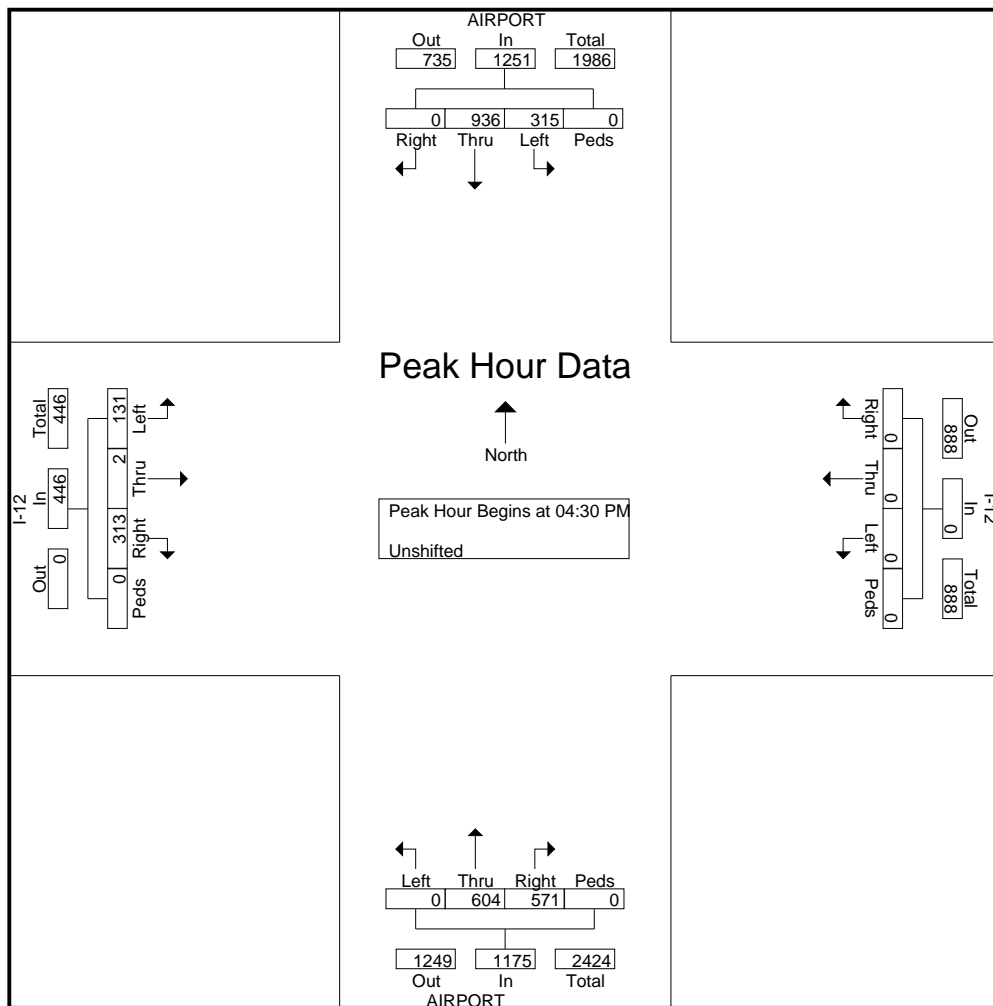 AIRPORT
Out In Total
735 1251 1986
0 936 315 0
Right Thru Left Peds
Peak Hour Data
North
Peak Hour Begins at 04:30 PM
Unshifted
I-12
Total In Out
446 446 0
131 2 313 0
Left Thru Right Peds
Right Thru Left Peds
0 0 0 0
888 0 888
Out In Total
I-12
Left Thru Right Peds
0 604 571 0
1249 1175 2424
Out In Total
AIRPORT